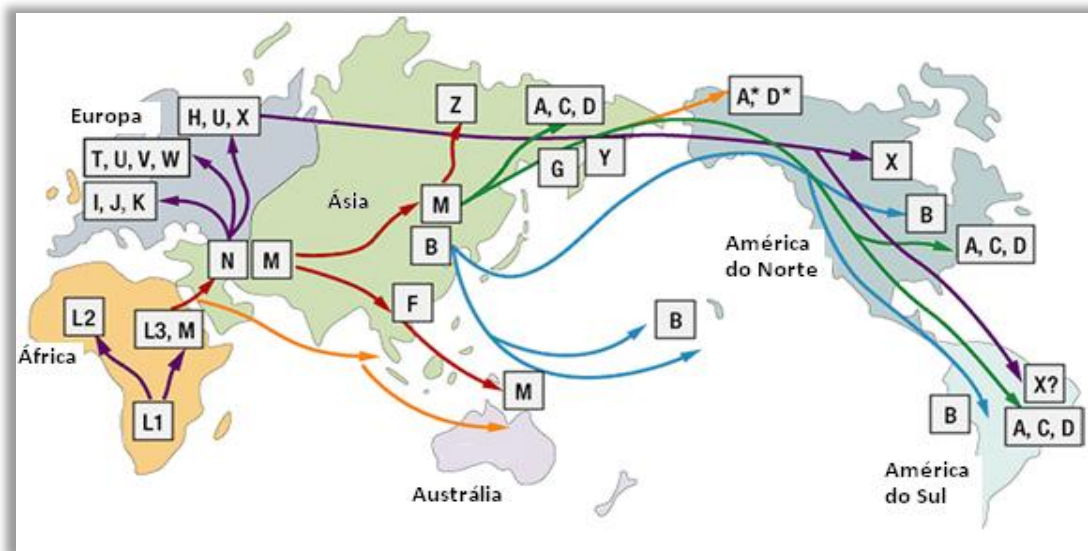 Europa
H, U, X
T, U, V, W
I, J, K
Z
A, C, D
A,* D*
G
Y
X
Ásia
M
B
B
A, C, D
América
do Norte
N
M
F
B
L2
L3, M
África
L1
M
X?
B
A, C, D
Austrália
América
do Sul